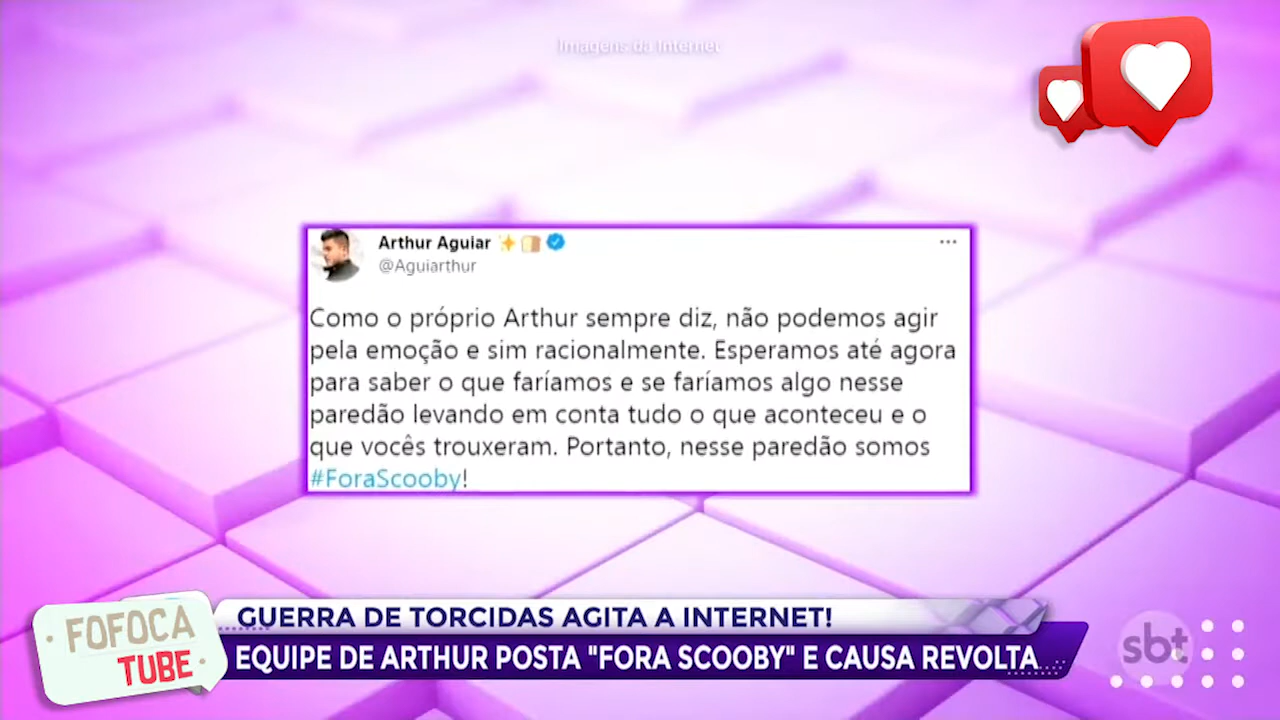 Imagens da Internet
Arthur Aguiar
@Aguiarthur
Como o próprio Arthur sempre diz, não podemos agir
pela emoção e sim racionalmente. Esperamos até agora
para saber o que faríamos e se faríamos algo nesse
paredão levando em conta tudo o que aconteceu e o
que vocês trouxeram. Portanto, nesse paredão somos
#ForaScooby!
GUERRA DE TORCIDAS AGITA A INTERNET!
EQUIPE DE ARTHUR POSTA "FORA SCOOBY" E CAUSA REVOLTA
FOFOCA
TUBE
sbt